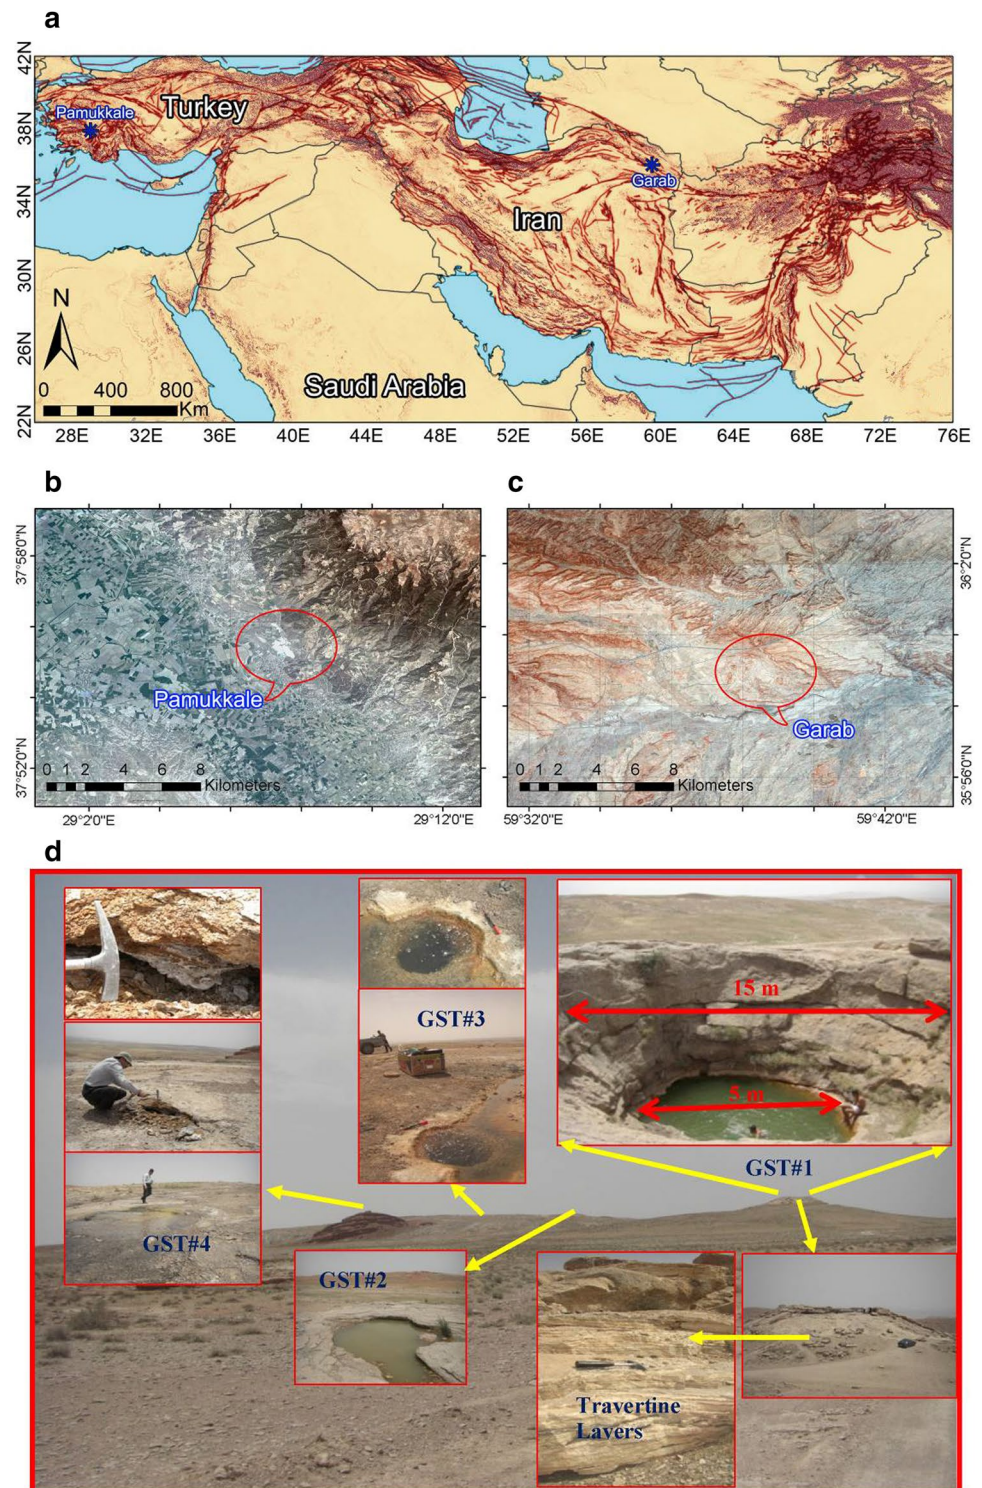 a
42N
38N
34N
30N
26N
22N
Pamukkale
Turkey
Garab
Iran
Saudi Arabia
N
0 400 800
Km
28E 32E 36E 40E 44E 48E 52E 56E 60E 64E 68E 72E 76E
b
37°58'0"N
37°52'0"N
Pamukkale
0 1 2 4 6 8
Kilometers
29°2'0"E 29°12'0"E
c
36°2'0"N
35°56'0"N
Garab
0 1 2 4 6 8
Kilometers
59°32'0"E 59°42'0"E
d
GST#3
15 m
5 m
GST#1
GST#4
GST#2
Travertine
Layers